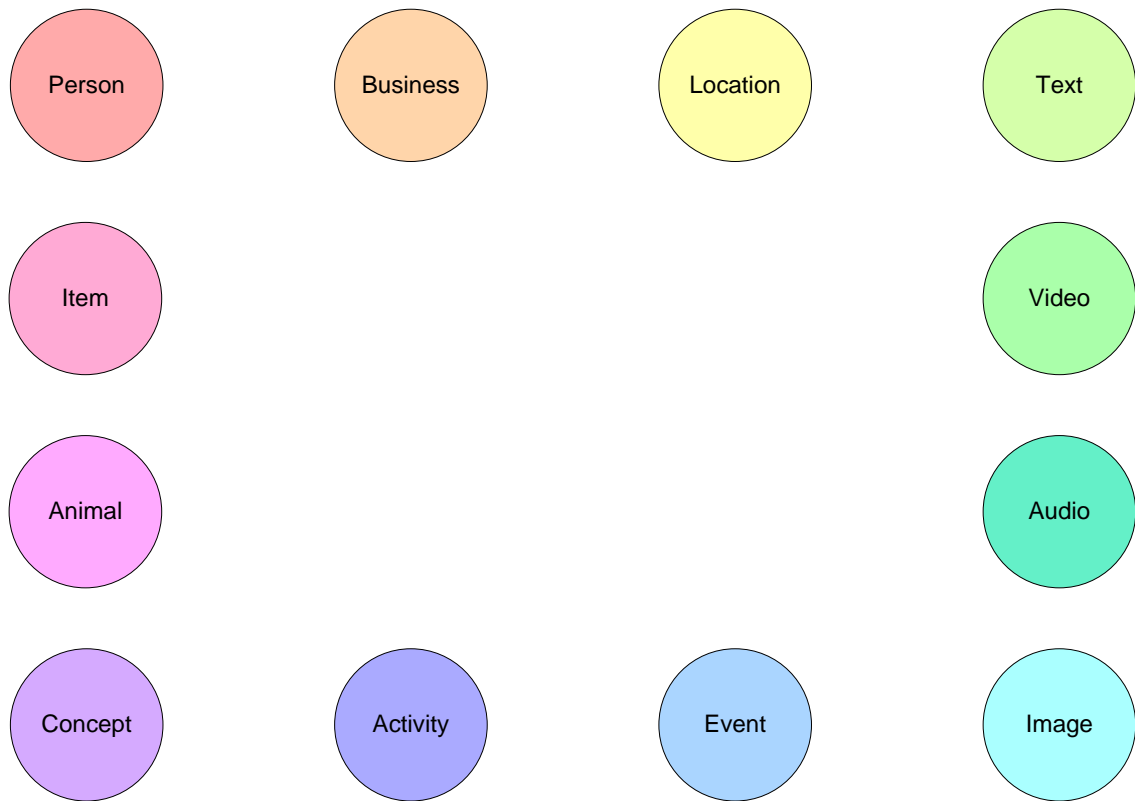 Person
Business
Location
Text
Item
Video
Animal
Audio
Concept
Activity
Event
Image